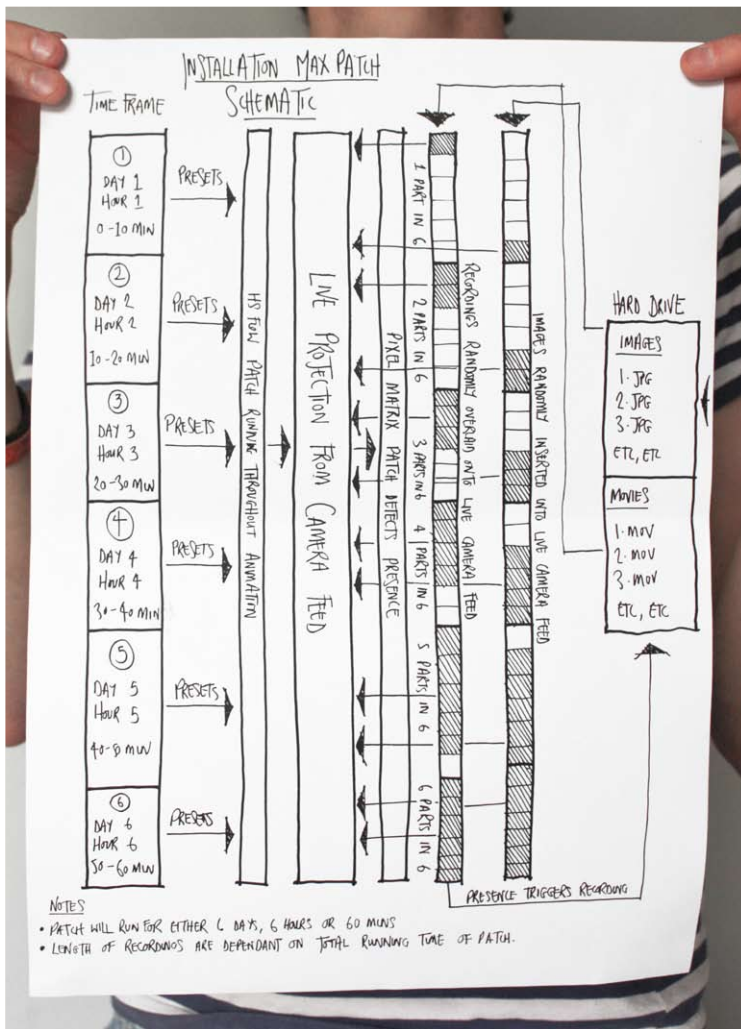 INSTALLATION MAX PATCH
SCHEMATIC
TIME FRAME
1
DAY 1
HOUR 1
0-10 MIN
PRESETS
2
DAY 2
HOUR 2
10-20 MIN
PRESETS
3
DAY 3
HOUR 3
20-30 MIN
PRESETS
4
DAY 4
HOUR 4
30-40 MIN
PRESETS
5
DAY 5
HOUR 5
MIN
PRESETS
6
DAY 6
HOUR 6
50-60 MIN
PRESETS
HS FULL PATCH RUNNING THROUGHOUT ANIMATION
LIVE PROJECTION FROM CAMERA FEED
PIXEL MATRIX PATCH DETECTS PRESENCE
1 PART IN 6
2 PARTS IN 6
3 PARTS IN 6
4 PARTS IN 6
5 PARTS IN 6
6 PARTS IN 6
RECORDINGS RANDOMLY OVERLAID ONTO LIVE CAMERA FEED
IMAGES RANDOMLY INSERTED INTO LIVE CAMERA FEED
HARD DRIVE
IMAGES
1.JPG
2.JPG
3.JPG
ETC, ETC
MOVIES
1.MOV
2.MOV
3.MOV
ETC, ETC
PRESENCE TRIGGERS RECORDING
NOTES
• PATCH WILL RUN FOR EITHER 6 DAYS, 6 HOURS OR 60 MINS
• LENGTH OF RECORDINGS ARE DEPENDANT ON TOTAL RUNNING TIME OF PATCH.